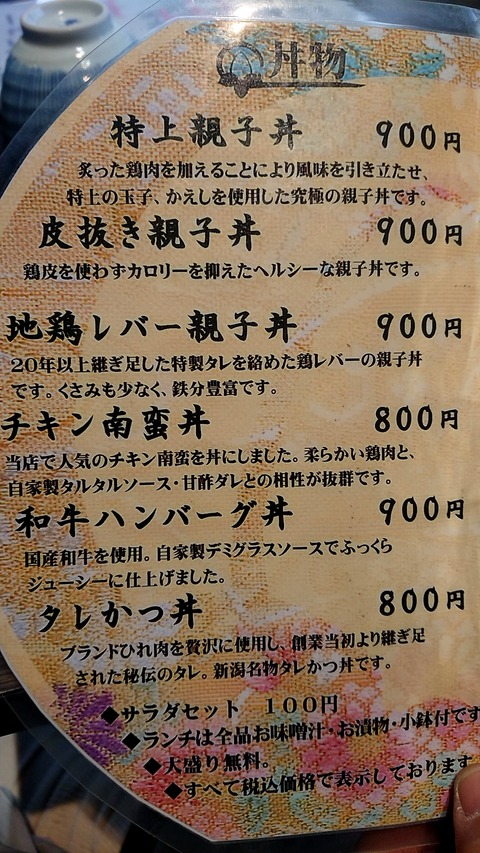 丼物
特上親子丼 900円
炙った鶏肉を加えることにより風味を引き立たせ、
特上の玉子、かえしを使用した究極の親子丼です。
皮抜き親子丼 900円
鶏皮を使わずカロリーを抑えたヘルシーな親子丼です。
地鶏レバー親子丼 900円
20年以上継ぎ足した特製タレを絡めた鶏レバーの親子丼
です。くさみも少なく、鉄分豊富です。
チキン南蛮丼 800円
当店で人気のチキン南蛮を丼にしました。柔らかい鶏肉と、
自家製タルタルソース・甘酢ダレとの相性が抜群です。
和牛ハンバーグ丼 900円
国産和牛を使用。自家製デミグラスソースでふっくら
ジューシーに仕上げました。
タレかつ丼 800円
ブランドひれ肉を贅沢に使用し、創業当初より継ぎ足
された秘伝のタレ。新潟名物タレかつ丼です。
◆サラダセット 100円
◆ランチは全品お味噌汁・お漬物・小鉢付です
◆大盛り無料。
◆すべて税込価格で表示しております